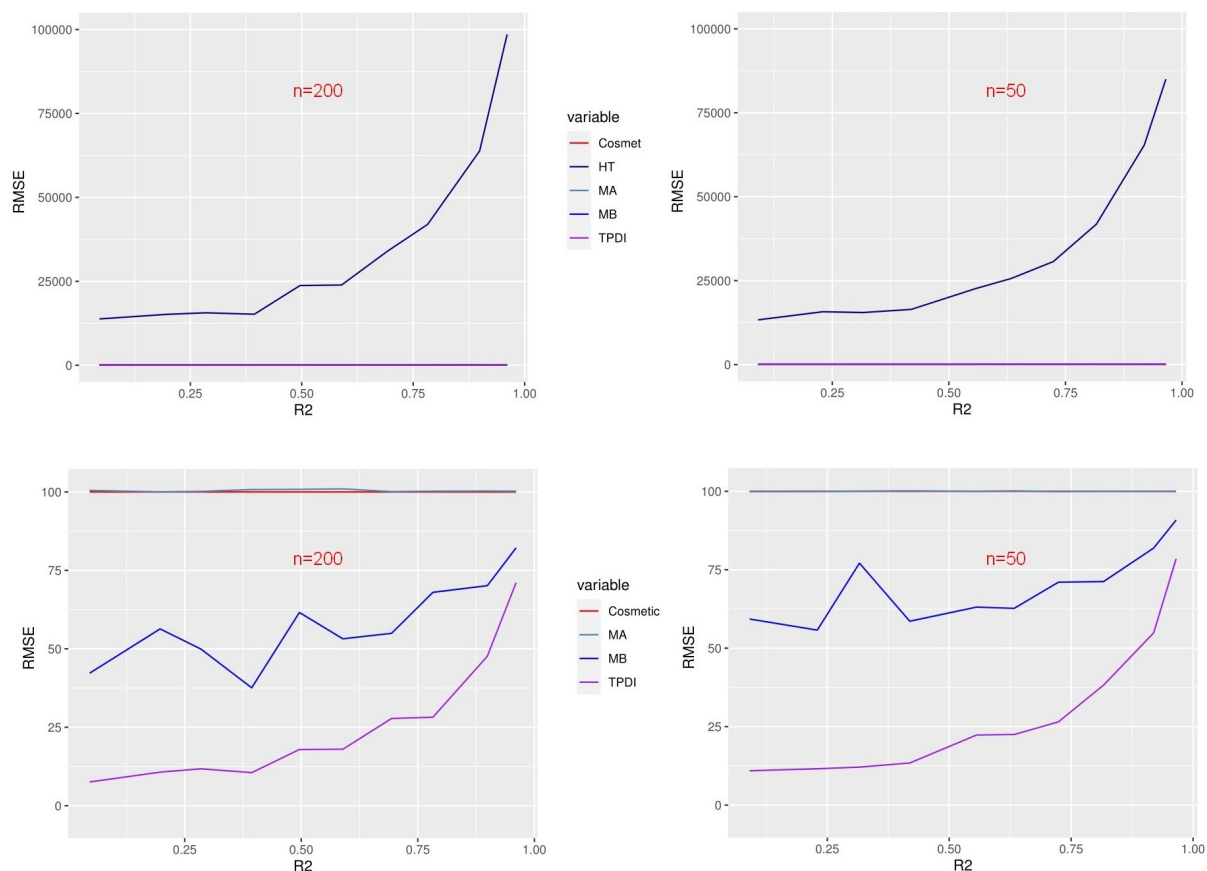 100000
75000
50000
25000
0
RMSE
n=200
0.25
0.50
0.75
1.00
R2
variable
Cosmet
HT
MA
MB
TPDI
100000
75000
50000
25000
0
RMSE
n=50
0.25
0.50
0.75
1.00
R2
100
75
50
25
0
RMSE
n=200
0.25
0.50
0.75
1.00
R2
variable
Cosmetic
MA
MB
TPDI
100
75
50
25
0
RMSE
n=50
0.25
0.50
0.75
1.00
R2